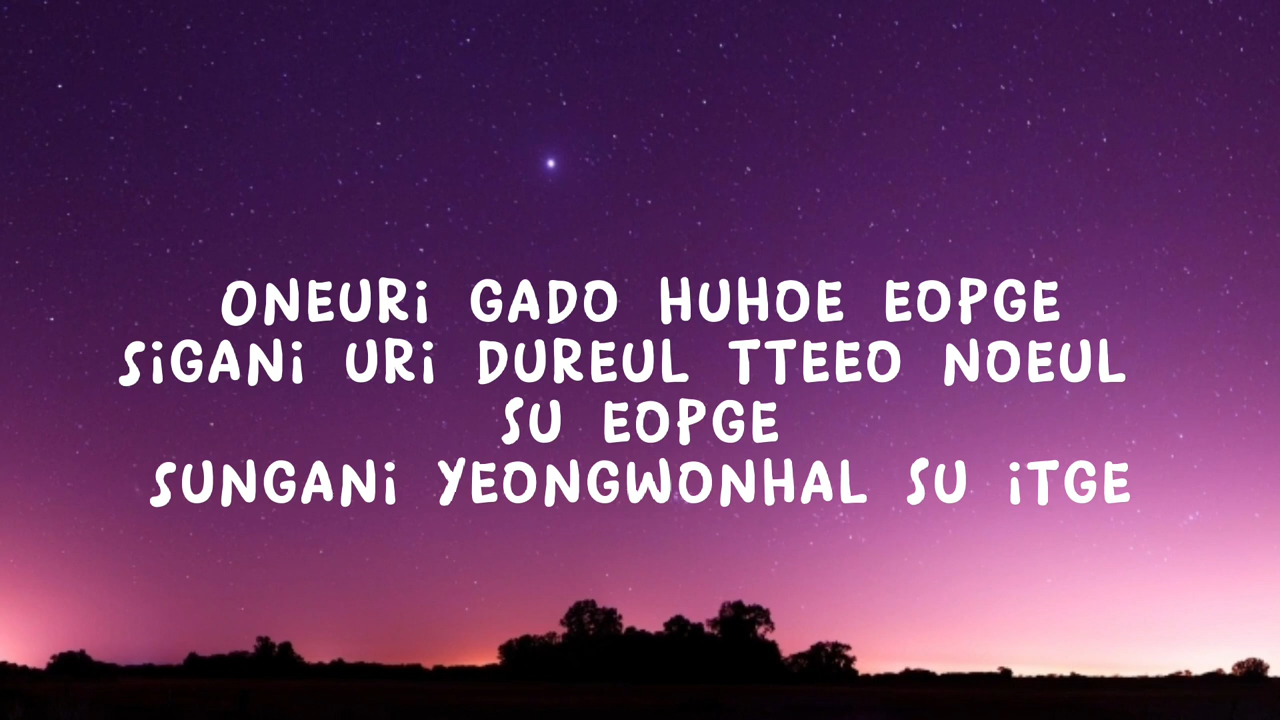 ONEURi GADO HUHOE EOPGE
SiGANi URi DUREUL TTEEO NOEUL
SU EOPGE
SUNGANi YEONGWONHAL SU iTGE